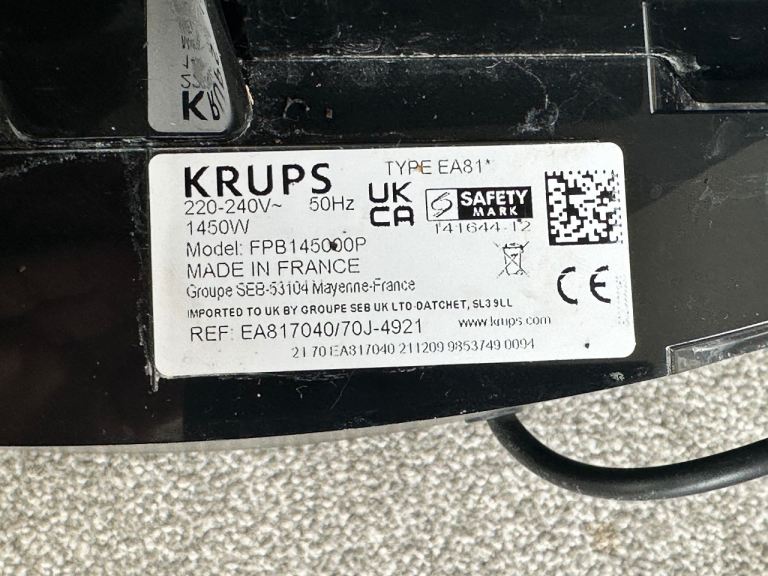 KRUPS TYPE EA81*
220-240V~ 50Hz
1450W
UK
CA
SAFETY
MARK
141644-12
Model: FPB145000P
MADE IN FRANCE
Groupe SEB-53104 Mayenne-France
CE
IMPORTED TO UK BY GROUPE SEB UK LTD-DATCHET, SL3 9LL
REF: EA817040/70J-4921 www.krups.com
21 70 EA817040 211209 9853749 0094